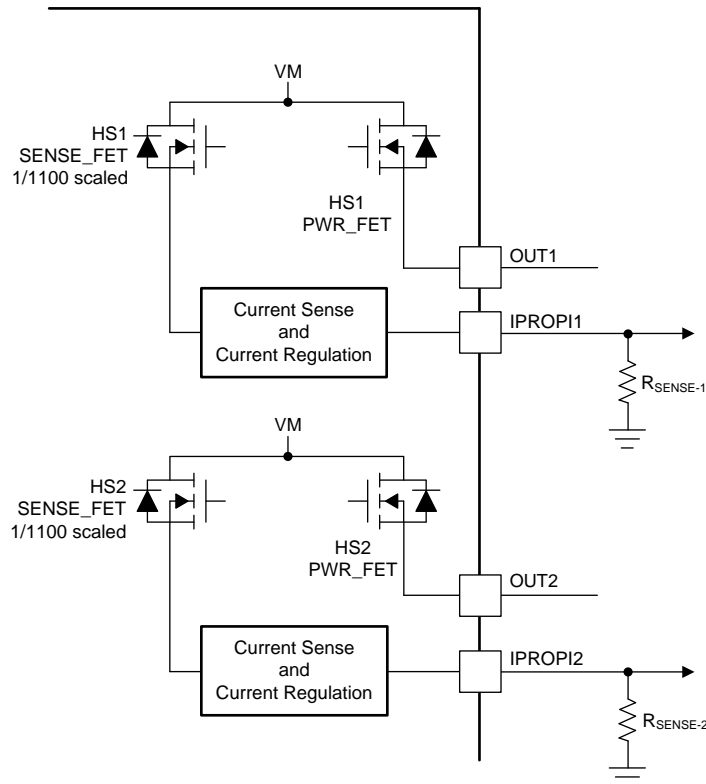 VM
HS1
SENSE_FET
1/1100 scaled
HS1
PWR_FET
OUT1
Current Sense
and
Current Regulation
IPROPI1
RSENSE-1
VM
HS2
SENSE_FET
1/1100 scaled
HS2
PWR_FET
OUT2
Current Sense
and
Current Regulation
IPROPI2
RSENSE-2